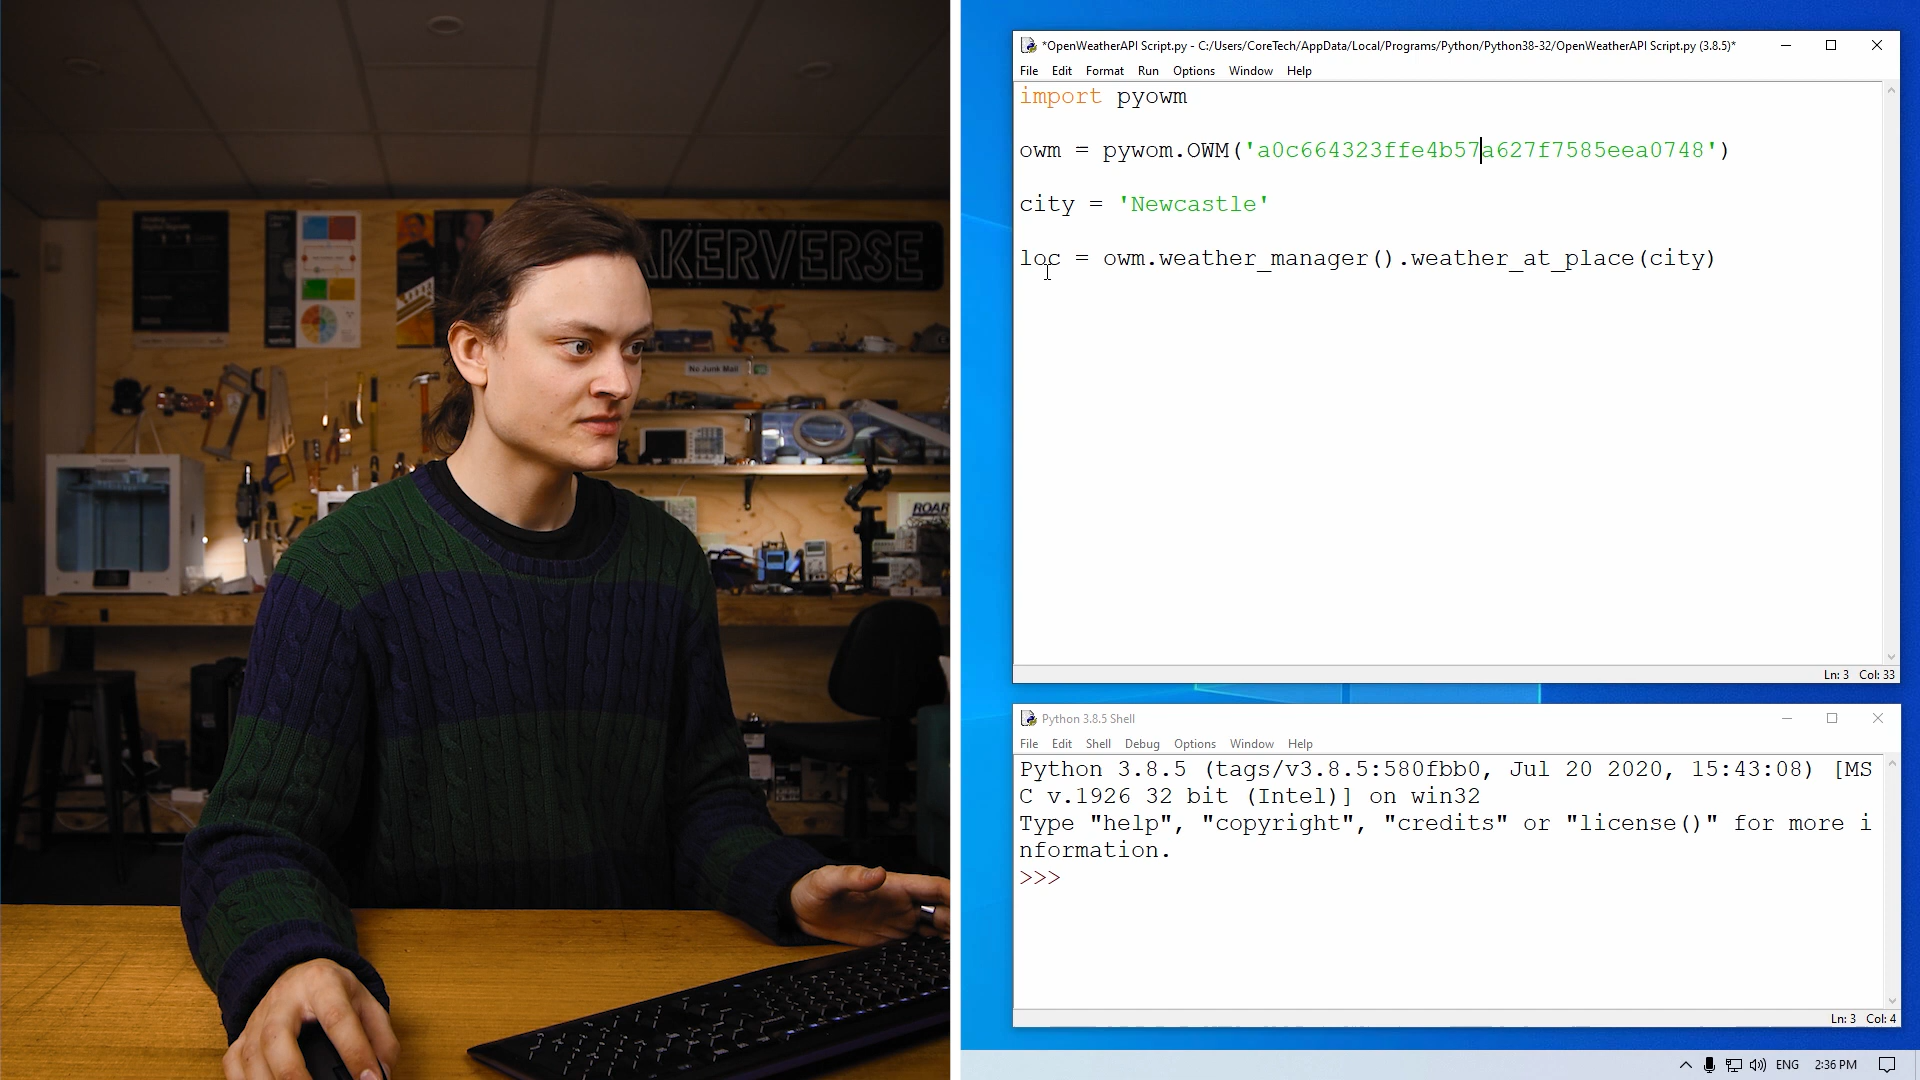 AKERVERSE
No Junk Mail
ROAR
*OpenWeatherAPI Script.py - C:/Users/CoreTech/AppData/Local/Programs/Python/Python38-32/OpenWeatherAPI Script.py (3.8.5)*
File Edit Format Run Options Window Help
import pyowm
owm = pywom.OWM('a0c664323ffe4b57a627f7585eea0748')
city = 'Newcastle'
loc = owm.weather_manager().weather_at_place(city)
Ln: 3 Col: 33
Python 3.8.5 Shell
File Edit Shell Debug Options Window Help
Python 3.8.5 (tags/v3.8.5:580fbb0, Jul 20 2020, 15:43:08) [MS
C v.1926 32 bit (Intel)] on win32
Type "help", "copyright", "credits" or "license()" for more i
nformation.
>>>
Ln: 3 Col: 4
ENG 2:36 PM